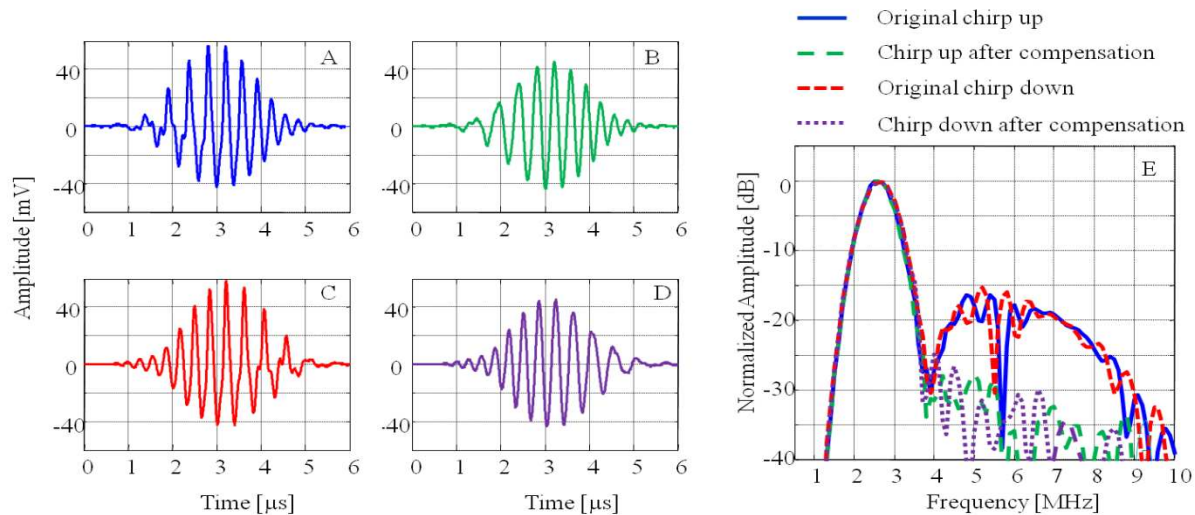 A
40
0
-40
0 1 2 3 4 5 6
B
40
0
-40
0 1 2 3 4 5 6
Amplitude [mV]
C
40
0
-40
0 1 2 3 4 5 6
Time [µs]
D
40
0
-40
0 1 2 3 4 5 6
Time [µs]
Original chirp up
Chirp up after compensation
Original chirp down
Chirp down after compensation
E
Normalized Amplitude [dB]
0
-10
-20
-30
-40
1 2 3 4 5 6 7 8 9 10
Frequency [MHz]